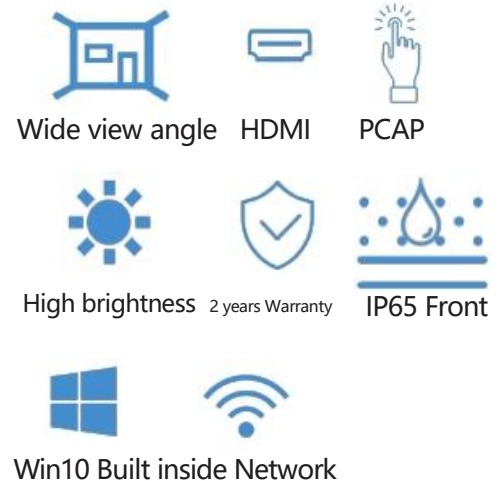 Wide view angle HDMI PCAP
High brightness 2 years Warranty IP65 Front
Win10 Built inside Network